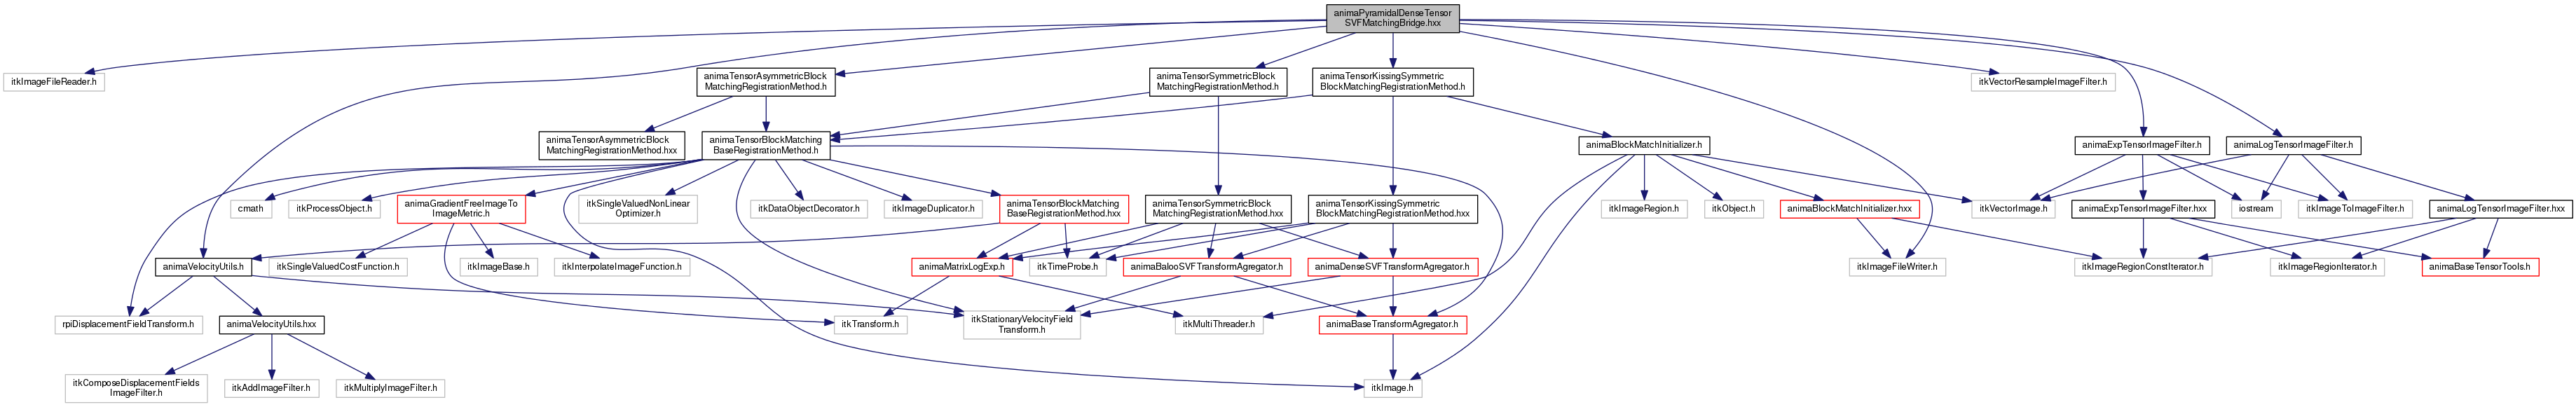 animaPyramidalDenseTensor
SVFMatchingBridge.hxx
itkImageFileReader.h
animaTensorAsymmetricBlock
MatchingRegistrationMethod.h
animaTensorSymmetricBlock
MatchingRegistrationMethod.h
animaTensorKissingSymmetric
BlockMatchingRegistrationMethod.h
itkVectorResampleImageFilter.h
animaTensorAsymmetricBlock
MatchingRegistrationMethod.hxx
animaTensorBlockMatching
BaseRegistrationMethod.h
animaBlockMatchInitializer.h
animaExpTensorImageFilter.h
animaLogTensorImageFilter.h
cmath
itkProcessObject.h
animaGradientFreeImageTo
ImageMetric.h
itkSingleValuedNonLinear
Optimizer.h
itkDataObjectDecorator.h
itkImageDuplicator.h
animaTensorBlockMatching
BaseRegistrationMethod.hxx
animaTensorSymmetricBlock
MatchingRegistrationMethod.hxx
animaTensorKissingSymmetric
BlockMatchingRegistrationMethod.hxx
itkImageRegion.h
itkObject.h
animaBlockMatchInitializer.hxx
itkVectorImage.h
animaExpTensorImageFilter.hxx
iostream
itkImageToImageFilter.h
animaLogTensorImageFilter.hxx
animaVelocityUtils.h
itkSingleValuedCostFunction.h
itkImageBase.h
itkInterpolateImageFunction.h
animaMatrixLogExp.h
itkTimeProbe.h
animaBalooSVFTransformAgregator.h
animaDenseSVFTransformAgregator.h
itkImageFileWriter.h
itkImageRegionConstIterator.h
itkImageRegionIterator.h
animaBaseTensorTools.h
rpiDisplacementFieldTransform.h
animaVelocityUtils.hxx
itkTransform.h
itkStationaryVelocityField
Transform.h
itkMultiThreader.h
animaBaseTransformAgregator.h
itkComposeDisplacementFields
ImageFilter.h
itkAddImageFilter.h
itkMultiplyImageFilter.h
itkImage.h